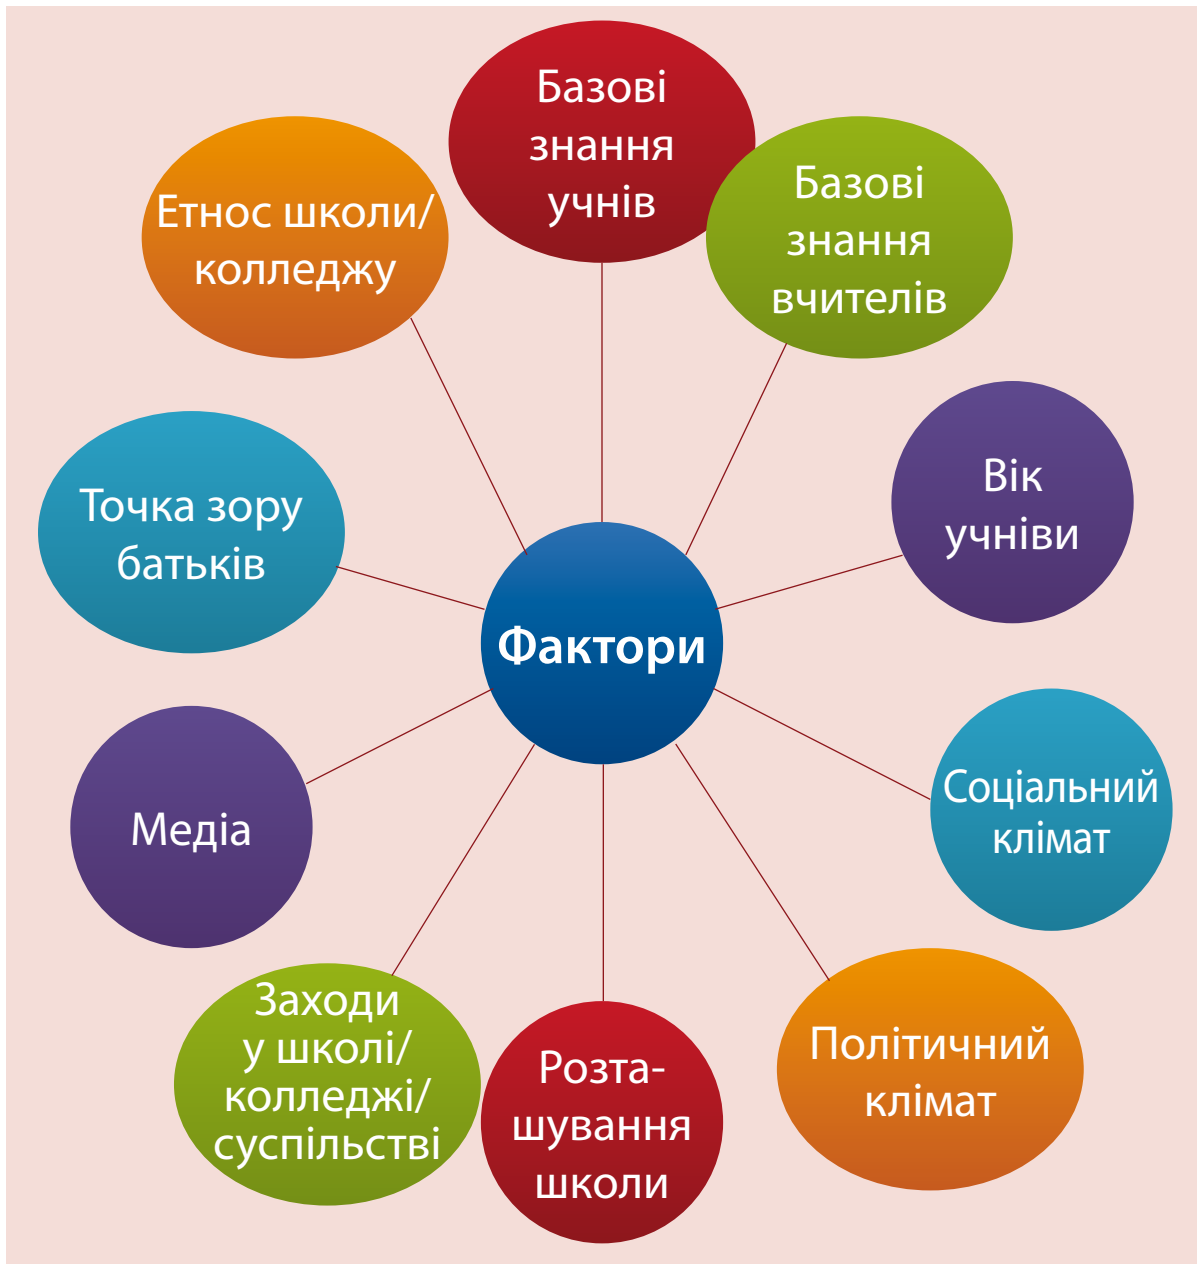 Базові
знання
учнів
Базові
знання
вчителів
Вік
учніви
Соціальний
клімат
Політичний
клімат
Розта-
шування
школи
Заходи
у школі/
колледжі/
суспільстві
Медіа
Точка зору
батьків
Етнос школи/
колледжу
Фактори